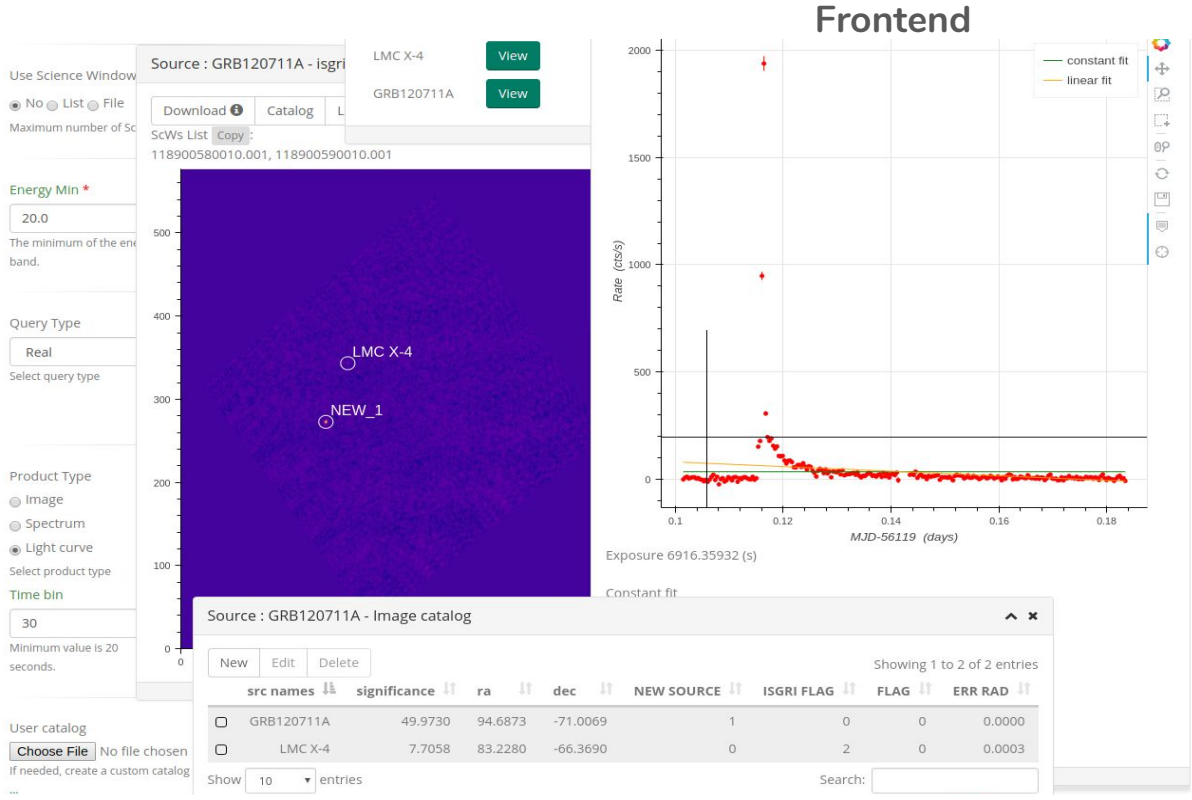 Frontend
Use Science Window
No List File
Maximum number of Sc
Energy Min *
20.0
The minimum of the ene
band.
Query Type
Real
Select query type
Product Type
Image
Spectrum
Light curve
Select product type
Time bin
30
Minimum value is 20
seconds.
User catalog
Choose File No file chosen
If needed, create a custom catalog
...
Source : GRB120711A - isgri
Download Catalog L
ScWs List Copy :
118900580010.001, 118900590010.001
500
400
300
200
100
0
0
LMC X-4
NEW_1
LMC X-4 View
GRB120711A View
2000
1500
1000
500
0
Rate (cts/s)
constant fit
linear fit
0.1 0.12 0.14 0.16 0.18
MJD-56119 (days)
Exposure 6916.35932 (s)
Constant fit
Source : GRB120711A - Image catalog
New Edit Delete
Showing 1 to 2 of 2 entries
src names significance ra dec NEW SOURCE ISGRI FLAG FLAG ERR RAD
GRB120711A 49.9730 94.6873 -71.0069 1 0 0 0.0000
LMC X-4 7.7058 83.2280 -66.3690 0 2 0 0.0003
Show 10 entries
Search: